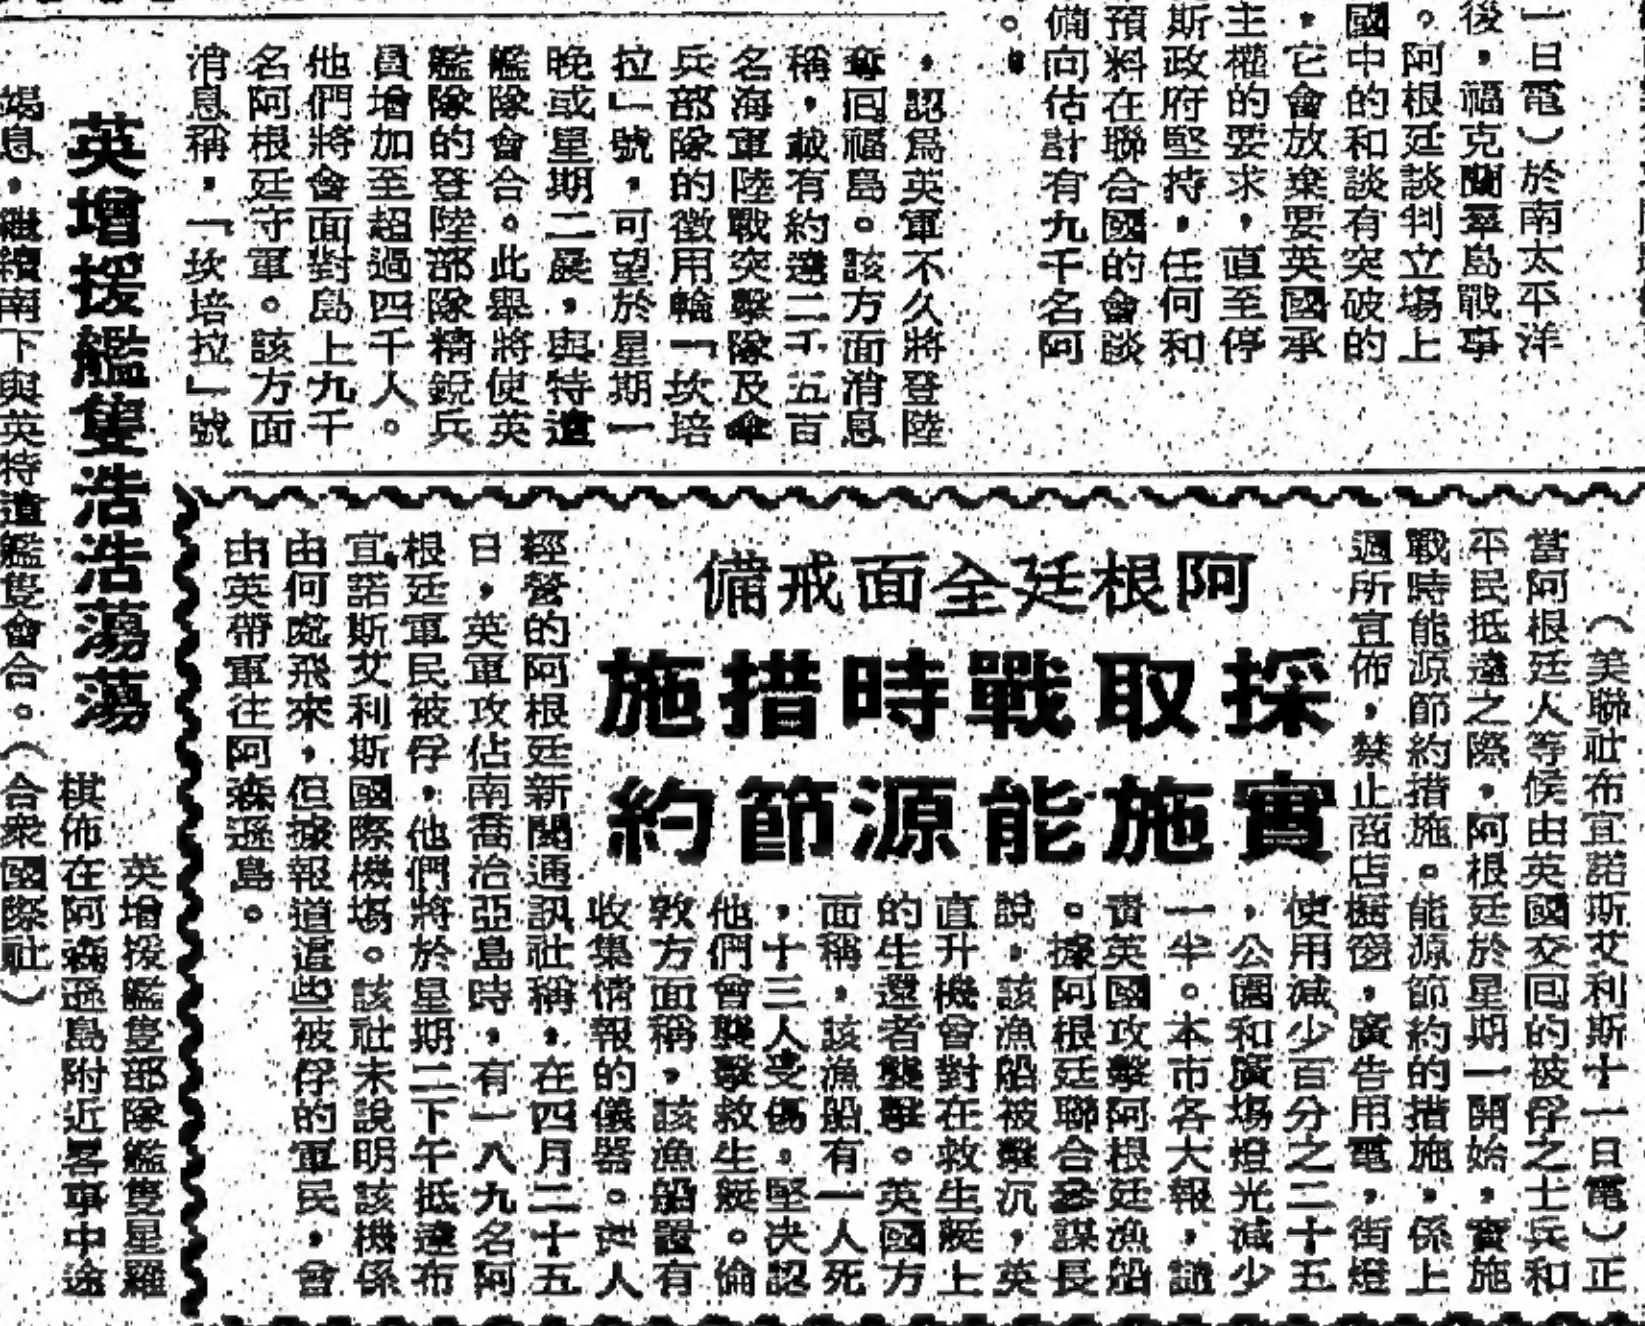 一日電）於南太平洋
後，福克蘭羣島戰事
。阿根廷談判立場上
國中的和談有突破的
，它會放棄要英國承
主權的要求，直至停
斯政府堅持，任何和
預料在聯合國的會談
備向估計有九千名阿
。
，認爲英軍不久將登陸
奪回福島。該方面消息
稱，載有約達二千五百
名海軍陸戰突擊隊及傘
兵部隊的徵用輪「坎培
拉」號，可望於星期一
晚或星期二晨，與特遣
艦隊會合。此舉將使英
艦隊的登陸部隊精銳兵
員增加至超過四千人。
他們將會面對島上九千
名阿根廷守軍。該方面
消息稱，「坎培拉」號
英增援艦隻浩浩蕩蕩
英增援艦隻部隊艦隻星羅
棋佈在阿森遜島附近畧事中途
竭息，繼續南下與英特遣艦隻會合。（合衆國際社）
阿根廷全面戒備
採取戰時措施
實施能源節約
（美聯社布宜諾斯艾利斯十一日電）正
當阿根廷人等候由英國交回的被俘之士兵和
平民抵達之際，阿根廷於星期一開始，實施
戰時能源節約措施。能源節約的措施，係上
週所宣佈，禁止商店櫥窗，廣告用電，街燈
使用減少百分之二十五
，公園和廣場燈光減少
一半。本市各大報，譴
責英國攻擊阿根廷漁船
。據阿根廷聯合參謀長
說，該漁船被擊沉，英
直升機曾對在救生艇上
的生還者襲擊。英國方
面稱，該漁船有一人死
，十三人受傷。堅決認
他們曾襲擊救生艇。倫
敦方面稱，該漁船置有
收集情報的儀器。而人
經營的阿根廷新聞通訊社稱，在四月二十五
日，英軍攻佔南喬治亞島時，有一八九名阿
根廷軍民被俘，他們將於星期二下午抵達布
宜諾斯艾利斯國際機場。該社未說明該機係
由何處飛來，但據報道這些被俘的軍民，會
由英帶軍往阿森遜島。